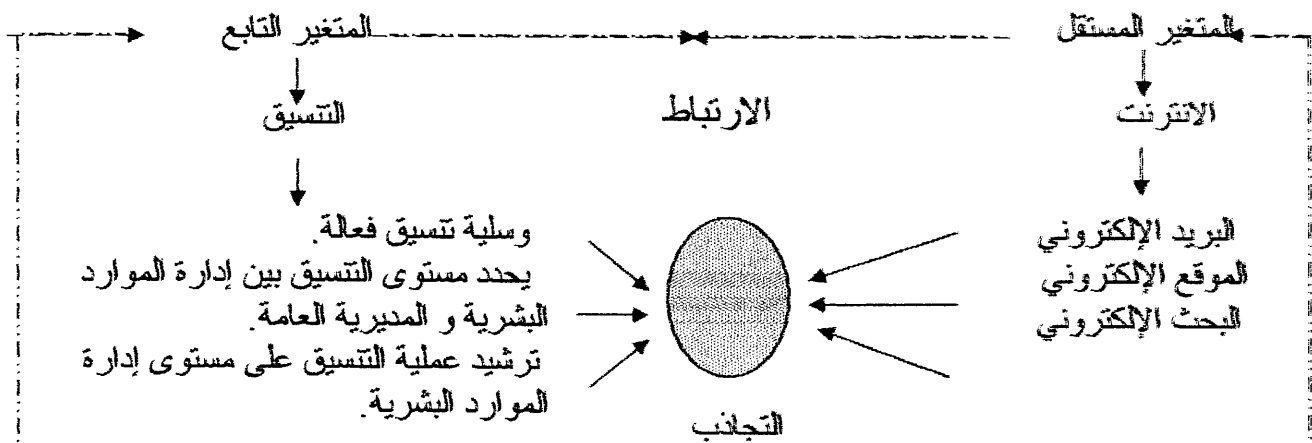 المتغير المستقل
المتغير التابع
الانترنت
الارتباط
التنسيق
البريد الإلكتروني
الموقع الإلكتروني
البحث الإلكتروني
وسلية تنسيق فعالة.
يحدد مستوى التنسيق بين إدارة الموارد
البشرية و المديرية العامة.
ترشيد عملية التنسيق على مستوى إدارة
الموارد البشرية.
التجاذب